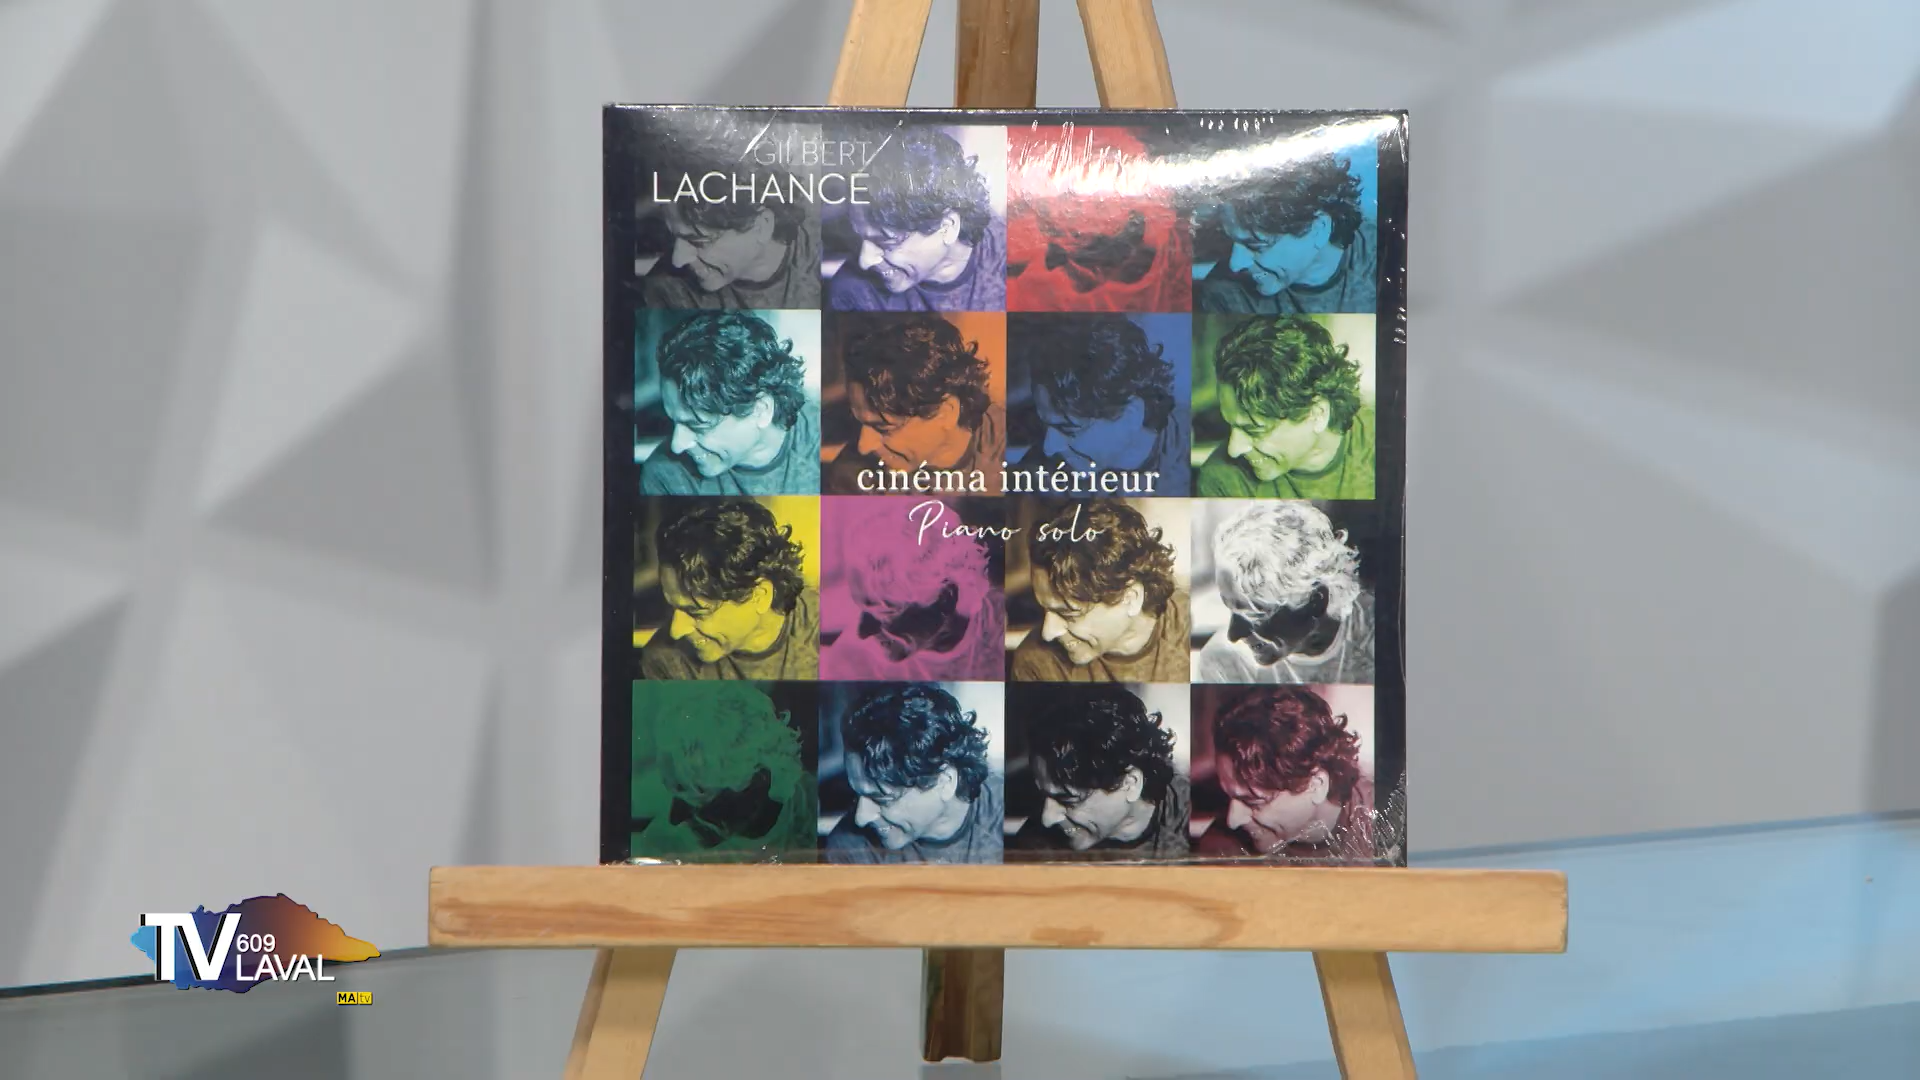 GILBERT
LACHANCE
cinéma intérieur
Piano solo
TV 609
LAVAL
MAtv